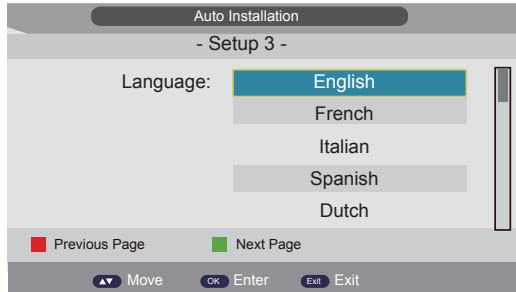 Auto Installation
- Setup 3 -
Language: English
French
Italian
Spanish
Dutch
Previous Page Next Page
▲▼ Move OK Enter Exit Exit